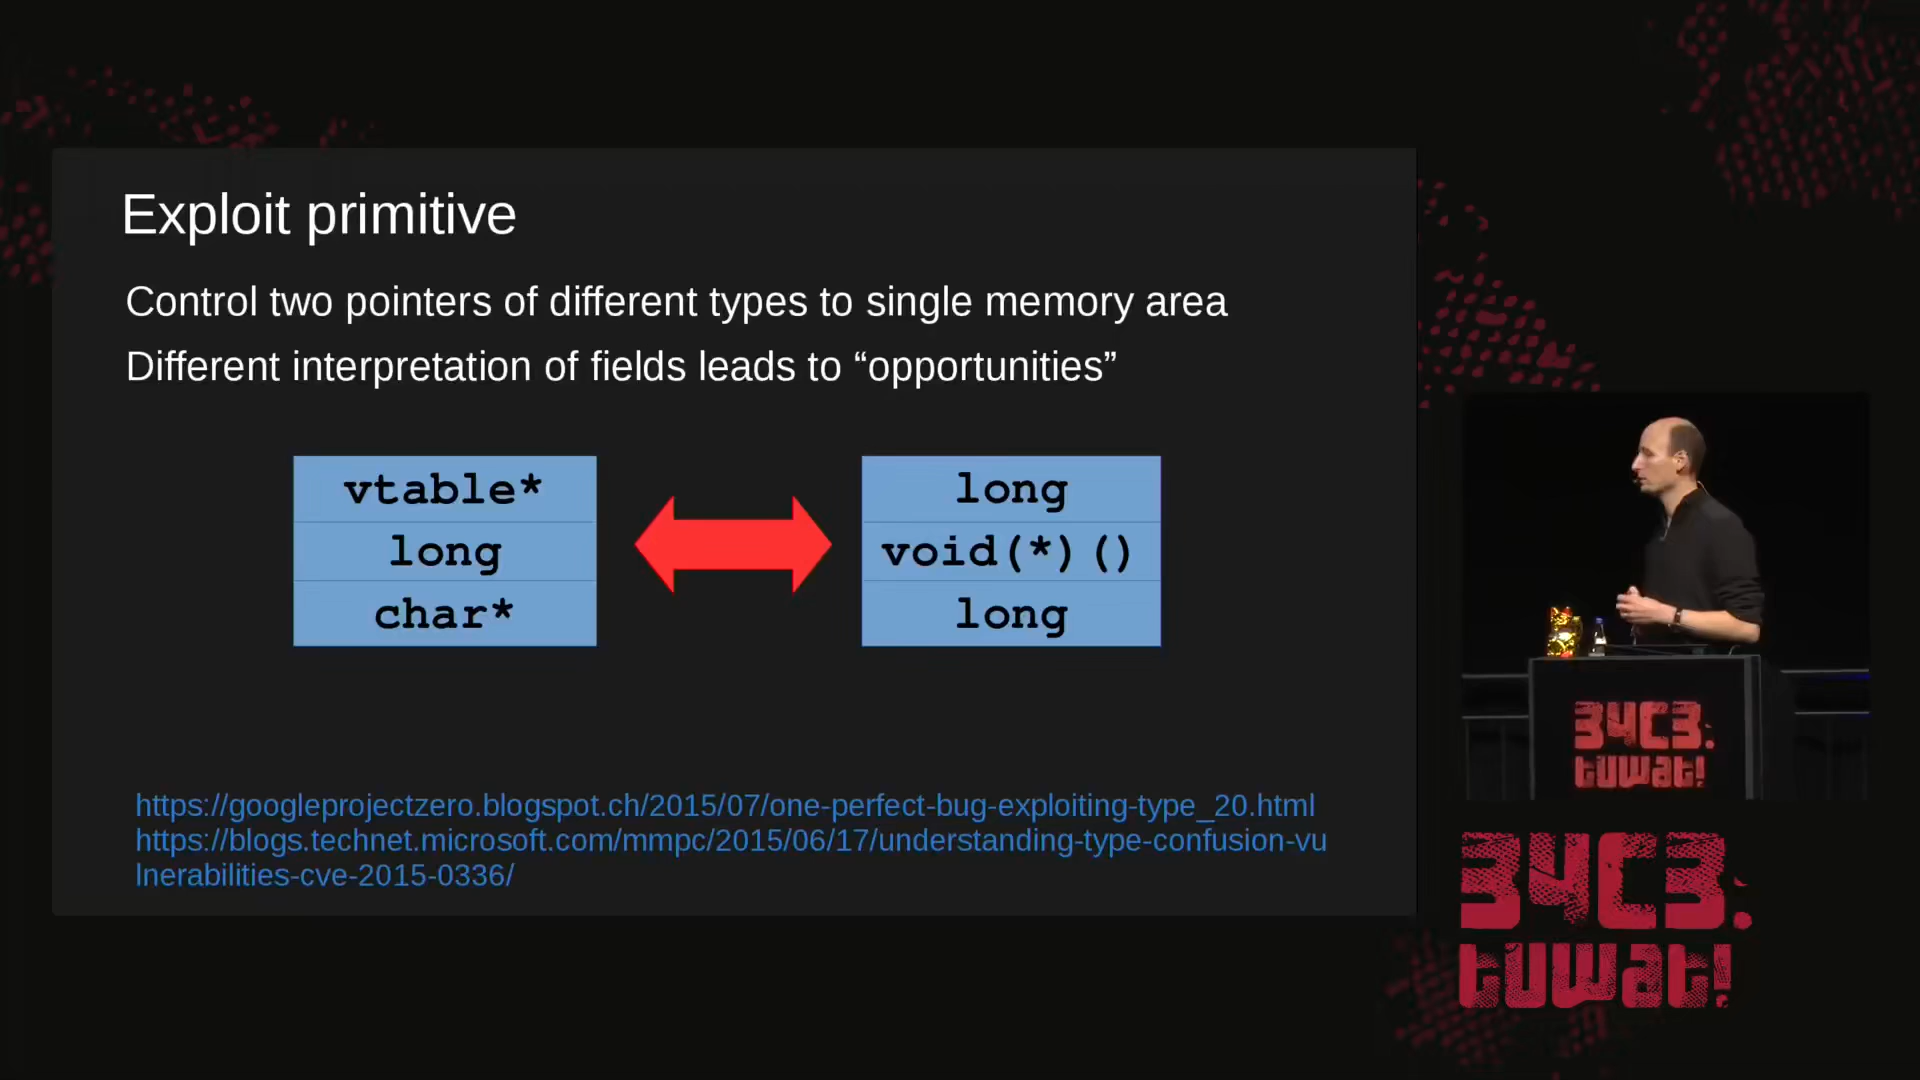 Exploit primitive
Control two pointers of different types to single memory area
Different interpretation of fields leads to “opportunities”
vtable*
long
char*
long
void(*)()
long
https://googleprojectzero.blogspot.ch/2015/07/one-perfect-bug-exploiting-type_20.html
https://blogs.technet.microsoft.com/mmpc/2015/06/17/understanding-type-confusion-vu
lnerabilities-cve-2015-0336/
34C3.
tuwat!
34C3.
tuwat!